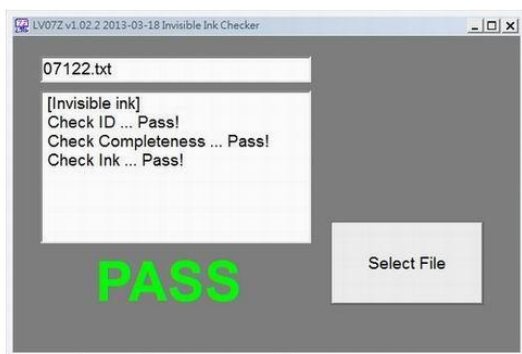 LV07Z v1.02.2 2013-03-18 Invisible Ink Checker
07122.txt
[Invisible ink]
Check ID ... Pass!
Check Completeness ... Pass!
Check Ink ... Pass!
PASS
Select File